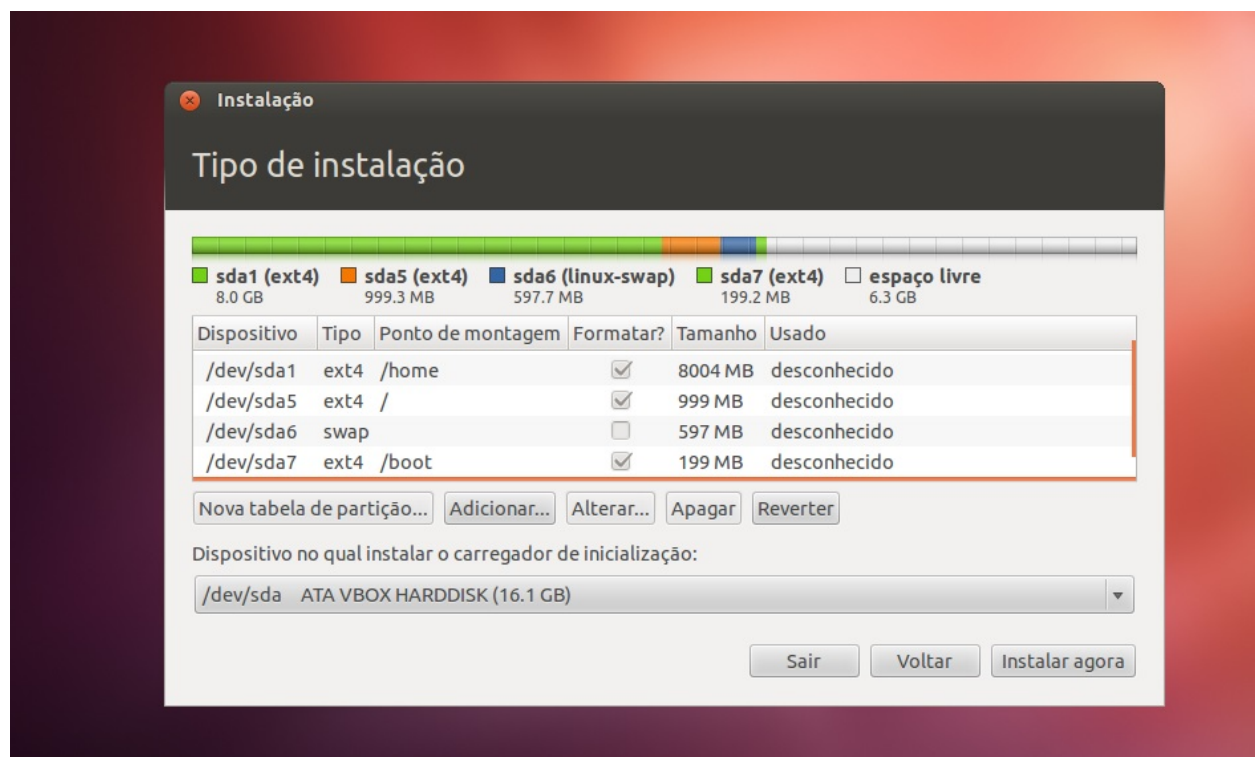 Instalação
Tipo de instalação
sda1 (ext4) sda5 (ext4) sda6 (linux-swap) sda7 (ext4) espaço livre
8.0 GB 999.3 MB 597.7 MB 199.2 MB 6.3 GB
Dispositivo Tipo Ponto de montagem Formatar? Tamanho Usado
/dev/sda1 ext4 /home 8004 MB desconhecido
/dev/sda5 ext4 / 999 MB desconhecido
/dev/sda6 swap 597 MB desconhecido
/dev/sda7 ext4 /boot 199 MB desconhecido
Nova tabela de partição... Adicionar... Alterar... Apagar Reverter
Dispositivo no qual instalar o carregador de inicialização:
/dev/sda ATA VBOX HARDDISK (16.1 GB)
Sair Voltar Instalar agora